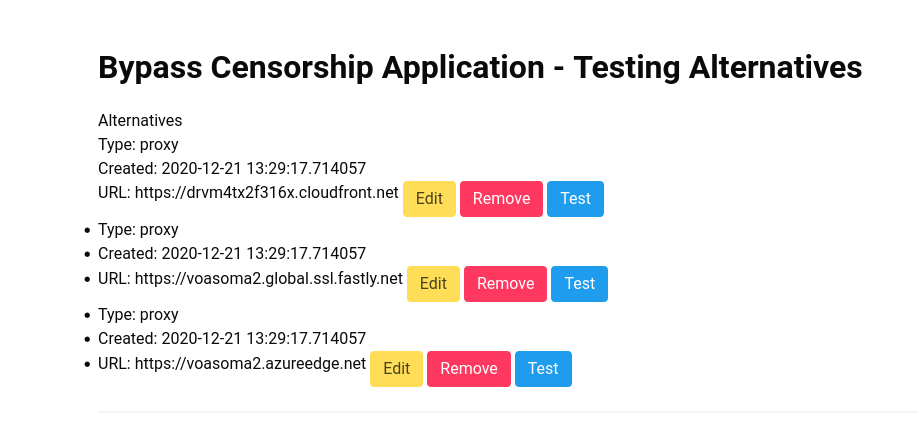 Bypass Censorship Application - Testing Alternatives
Alternatives
Type: proxy
Created: 2020-12-21 13:29:17.714057
URL: https://drvm4tx2f316x.cloudfront.net Edit Remove Test
• Type: proxy
• Created: 2020-12-21 13:29:17.714057
• URL: https://voasoma2.global.ssl.fastly.net Edit Remove Test
• Type: proxy
• Created: 2020-12-21 13:29:17.714057
• URL: https://voasoma2.azureedge.net Edit Remove Test